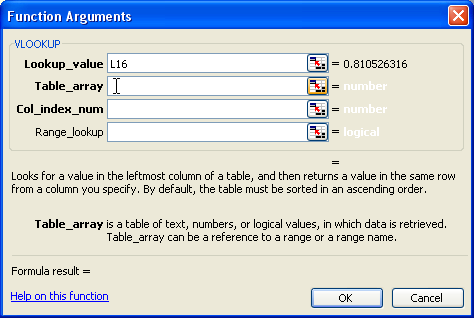 Function Arguments
VLOOKUP
Lookup_value L16 = 0.810526316
Table_array = number
Col_index_num = number
Range_lookup = logical
=
Looks for a value in the leftmost column of a table, and then returns a value in the same row
from a column you specify. By default, the table must be sorted in an ascending order.
Table_array is a table of text, numbers, or logical values, in which data is retrieved.
Table_array can be a reference to a range or a range name.
Formula result =
Help on this function OK Cancel